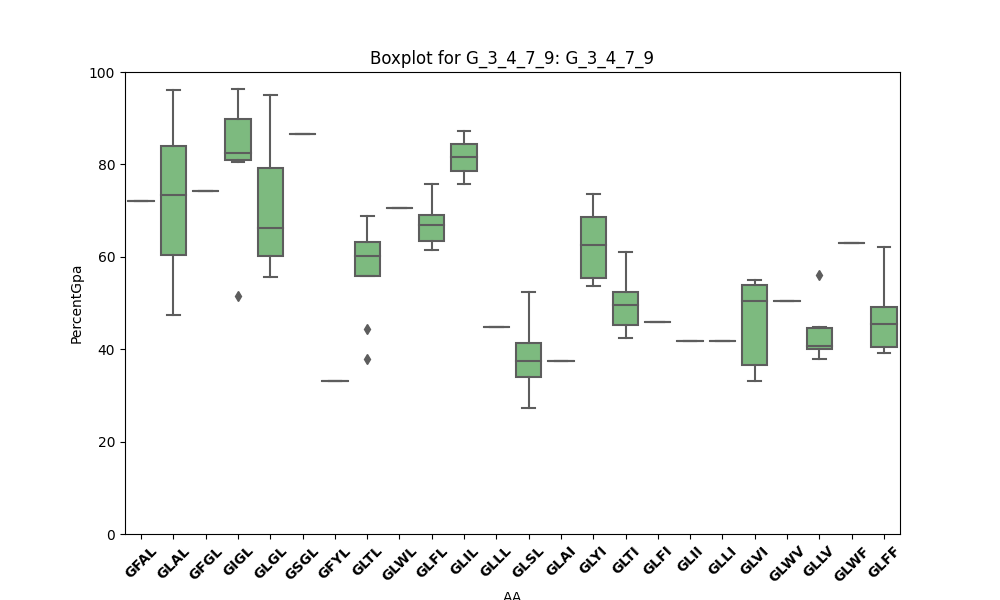 Boxplot for G_3_4_7_9: G_3_4_7_9
PercentGpa
100
80
60
40
20
0
GFAL GLAL GFGL GIGL GLGL GSGL GFYL GLTL GLWL GLFL GLIL GLLL GLSL GLAI GLYI GLTI GLFI GLII GLLI GLVI GLWV GLLV GLWF GLFF
AA